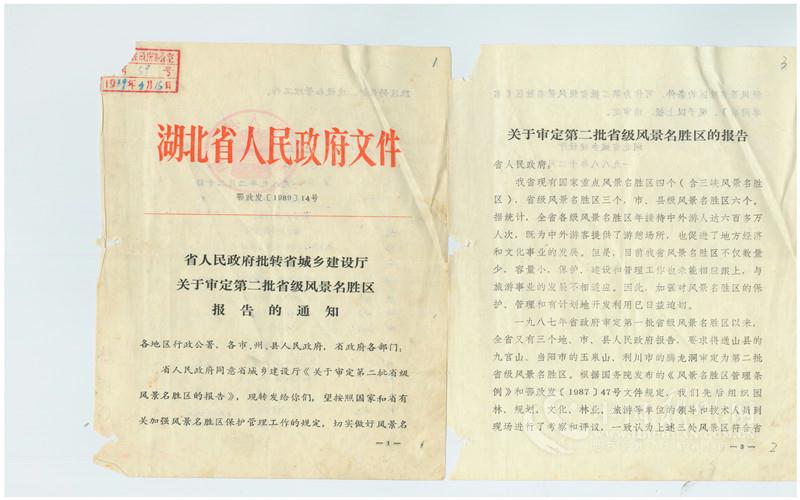 1
湖北省人民政府文件
鄂政发〔1989〕14号
省人民政府批转省城乡建设厅
关于审定第二批省级风景名胜区
报告的通知
各地区行政公署,各市、州、县人民政府,省政府各部门:
省人民政府同意省城乡建设厅《关于审定第二批省级
风景名胜区的报告》,现转发给你们,望按照国家和省有
关加强风景名胜区保护管理工作的规定,切实做好风景名
—1—
3
关于审定第二批省级风景名胜区的报告
省人民政府:
我省现有国家重点风景名胜区四个(含三峡风景名胜
区)、省级风景名胜区三个,市、县级风景名胜区六个。
据统计,全省各级风景名胜区年接待中外游人达六百多万
人次,既为中外游客提供了游憩场所,也促进了地方经济
和文化事业的发展。但是,目前我省风景名胜区不仅数量
少,容量小,保护、建设和管理工作也未能相应跟上,与
旅游事业的发展不相适应。因此,加强对风景名胜区的保
护、管理和有计划地开发利用已日益迫切。
一九八七年省政府审定第一批省级风景名胜区以来,
全省又有三个地、市、县人民政府报告,要求将通山县的
九宫山、当阳市的玉泉山、利川市的腾龙洞审定为第二批
省级风景名胜区。根据国务院发布的《风景名胜区管理条
例》和鄂政发〔1987〕47号文件规定,我们先后组织园
林、规划、文化、林业、旅游等单位的领导和技术人员到
现场进行了考察和评议,一致认为上述三处风景区符合省
—3—
2